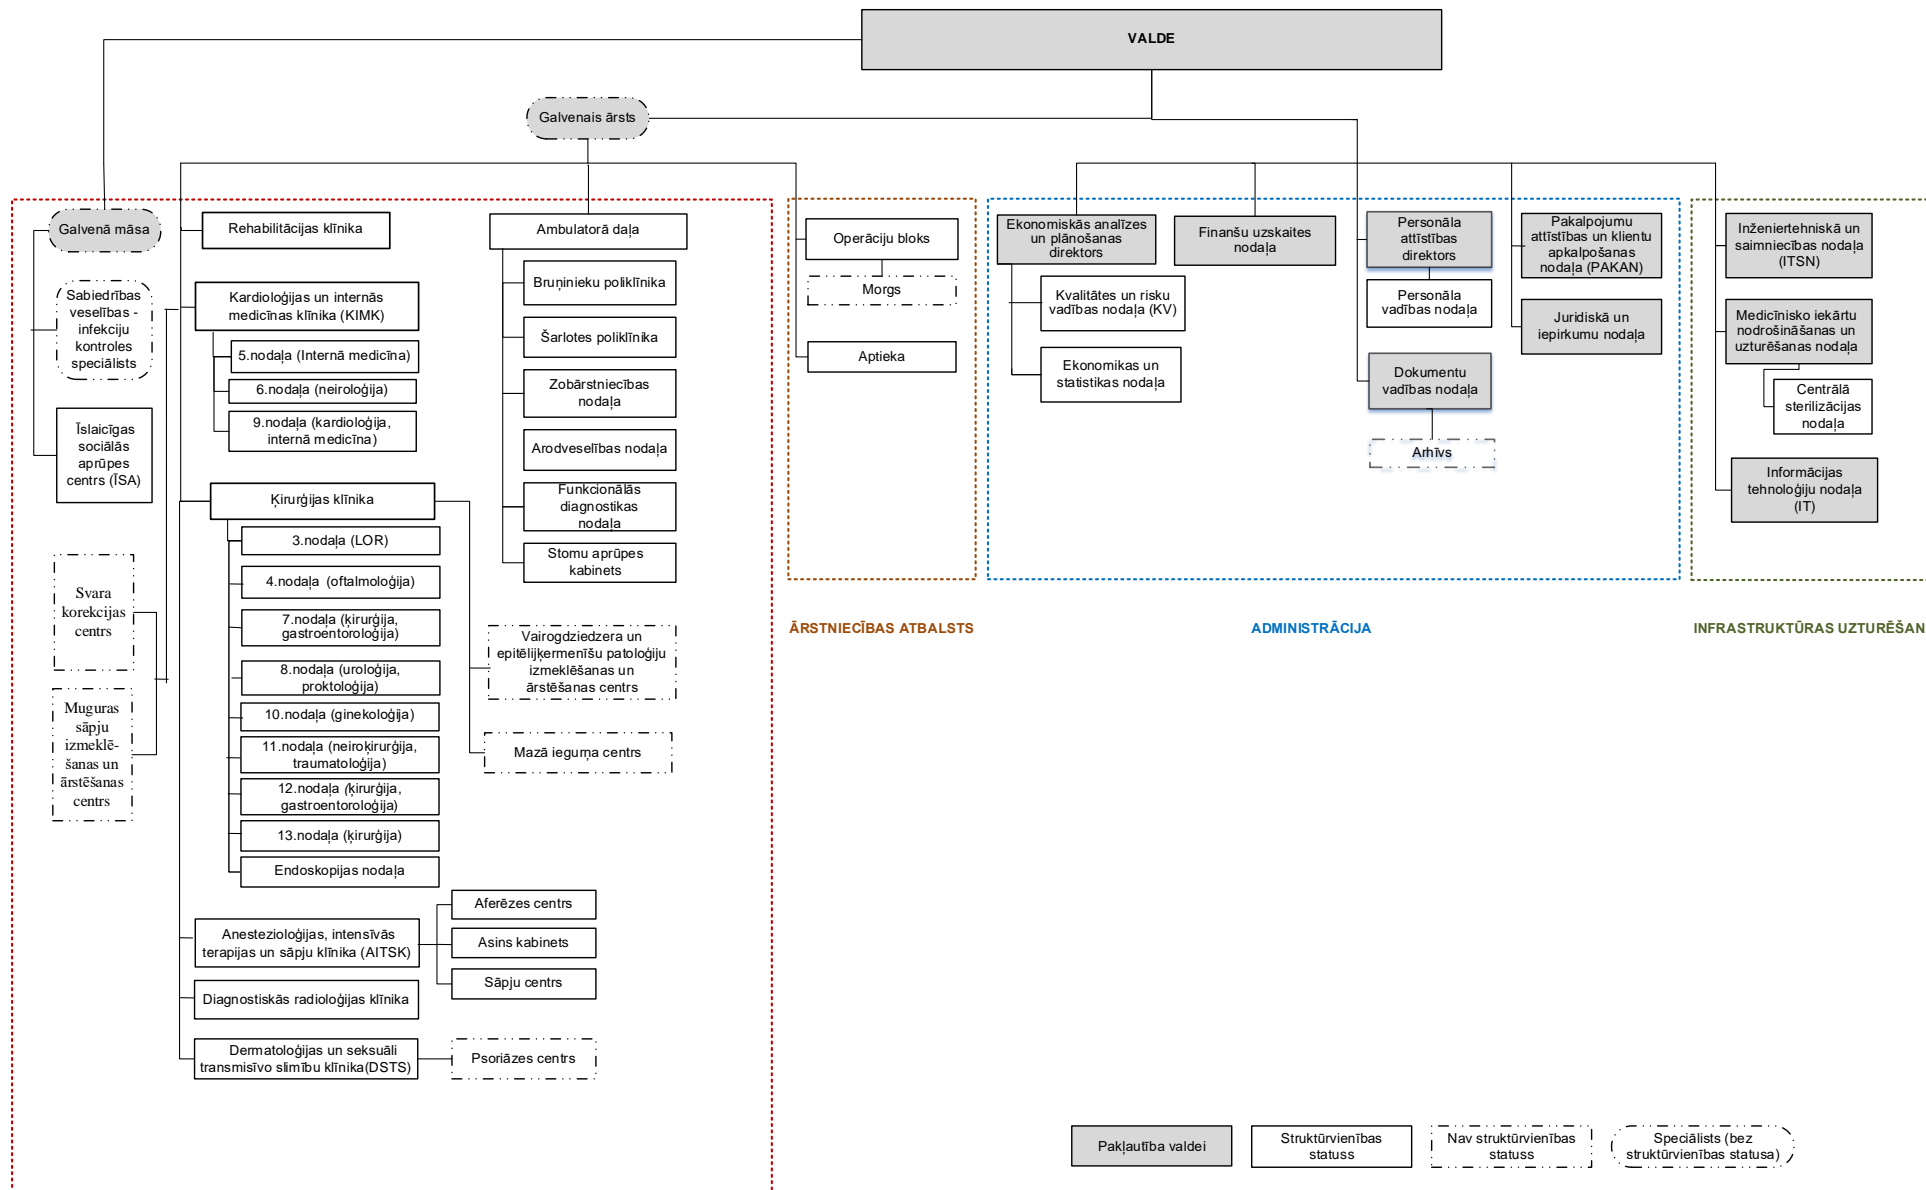 VALDE
Galvenais ārsts
Galvenā māsa
Sabiedrības
veselības -
infekciju
kontroles
speciālists
Īslaicīgas
sociālās
aprūpes
centrs (ĪSA)
Svara
korekcijas
centrs
Muguras
sāpju
izmeklē-
šanas un
ārstēšanas
centrs
Rehabilitācijas klīnika
Kardioloģijas un internās
medicīnas klīnika (KIMK)
5.nodaļa (Internā medicīna)
6.nodaļa (neiroloģija)
9.nodaļa (kardioloģija,
internā medicīna)
Ķirurģijas klīnika
3.nodaļa (LOR)
4.nodaļa (oftalmoloģija)
7.nodaļa (ķirurģija,
gastroentoroloģija)
8.nodaļa (uroloģija,
proktoloģija)
10.nodaļa (ginekoloģija)
11.nodaļa (neiroķirurģija,
traumatoloģija)
12.nodaļa (ķirurģija,
gastroentoroloģija)
13.nodaļa (ķirurģija)
Endoskopijas nodaļa
Anestezioloģijas, intensīvās
terapijas un sāpju klīnika (AITSK)
Aferēzes centrs
Asins kabinets
Sāpju centrs
Diagnostiskās radioloģijas klīnika
Dermatoloģijas un seksuāli
transmisīvo slimību klīnika(DSTS)
Psoriāzes centrs
Ambulatorā daļa
Bruņinieku poliklīnika
Šarlotes poliklīnika
Zobārstniecības
nodaļa
Arodveselības nodaļa
Funkcionālās
diagnostikas
nodaļa
Stomu aprūpes
kabinets
Vairogdziedzera un
epitēlijķermenīšu patoloģiju
izmeklēšanas un
ārstēšanas centrs
Mazā iegurņa centrs
Operāciju bloks
Morgs
Aptieka
ĀRSTNIECĪBAS ATBALSTS
Ekonomiskās analīzes
un plānošanas
direktors
Kvalitātes un risku
vadības nodaļa (KV)
Ekonomikas un
statistikas nodaļa
Finanšu uzskaites
nodaļa
Personāla
attīstības
direktors
Personāla
vadības nodaļa
Dokumentu
vadības nodaļa
Arhīvs
Pakalpojumu
attīstības un klientu
apkalpošanas
nodaļa (PAKAN)
Juridiskā un
iepirkumu nodaļa
ADMINISTRĀCIJA
Inženiertehniskā un
saimniecības nodaļa
(ITSN)
Medicīnisko iekārtu
nodrošināšanas un
uzturēšanas nodaļa
Centrālā
sterilizācijas
nodaļa
Informācijas
tehnoloģiju nodaļa
(IT)
INFRASTRUKTŪRAS UZTURĒŠAN
Pakļautība valdei
Struktūrvienības
statuss
Nav struktūrvienības
statuss
Speciālists (bez
struktūrvienības statusa)